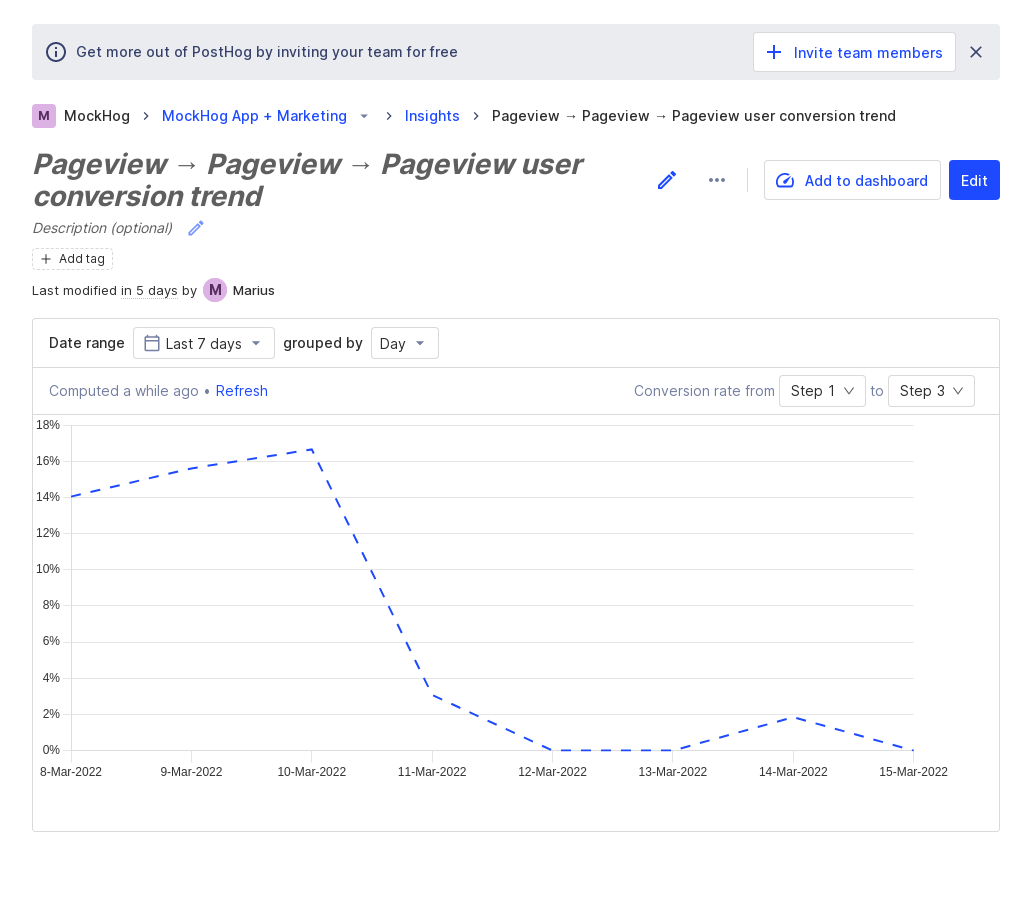 Get more out of PostHog by inviting your team for free
Invite team members
M MockHog > MockHog App + Marketing > Insights > Pageview → Pageview → Pageview user conversion trend
Pageview → Pageview → Pageview user
conversion trend
Add to dashboard
Edit
Description (optional)
Add tag
Last modified in 5 days by M Marius
Date range Last 7 days grouped by Day
Computed a while ago • Refresh
Conversion rate from Step 1 to Step 3
18%
16%
14%
12%
10%
8%
6%
4%
2%
0%
8-Mar-2022 9-Mar-2022 10-Mar-2022 11-Mar-2022 12-Mar-2022 13-Mar-2022 14-Mar-2022 15-Mar-2022